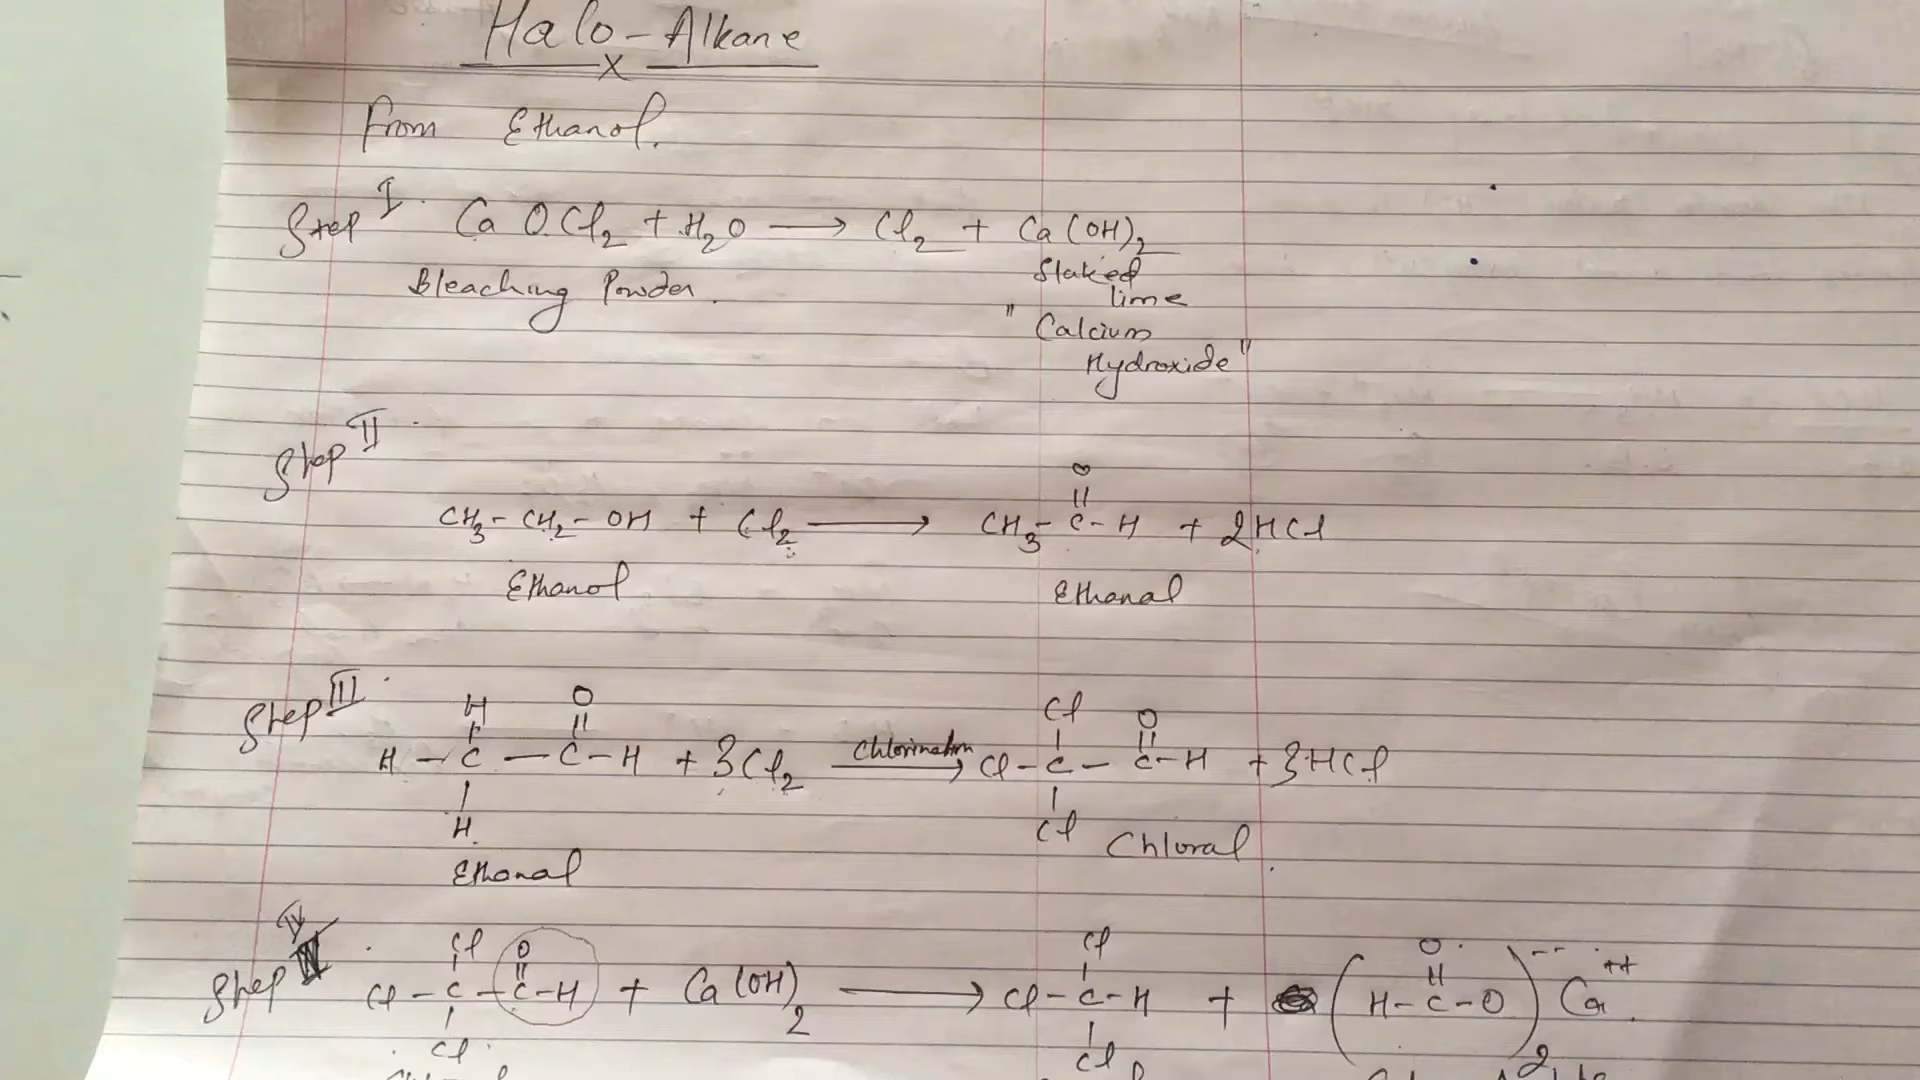 Halo-Alkane
x
From Ethanol.
Step I. CaOCl2 + H2O → Cl2 + Ca(OH)2
Bleaching Powder.
Slaked
lime
"Calcium
Hydroxide"
Step II.
O
||
CH3-CH2-OH + Cl2 → CH3-C-H + 2HCl
Ethanol Ethanal
Step III.
H O Cl O
| || | ||
H-C-C-H + 3Cl2 Chlorination → Cl-C-C-H + 3HCl
| |
H Cl
Chloral.
Ethanal
Step IV.
Cl O Cl O -- ++
| || | ||
Cl-C-C-H + Ca(OH)2 → Cl-C-H + (H-C-O)2 Ca.
| |
Cl Cl